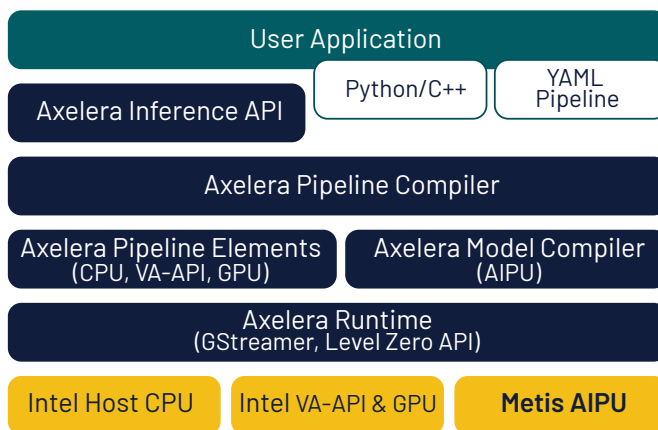 User Application
Axelera Inference API
Python/C++
YAML
Pipeline
Axelera Pipeline Compiler
Axelera Pipeline Elements
(CPU, VA-API, GPU)
Axelera Model Compiler
(AIPU)
Axelera Runtime
(GStreamer, Level Zero API)
Intel Host CPU
Intel VA-API & GPU
Metis AIPU